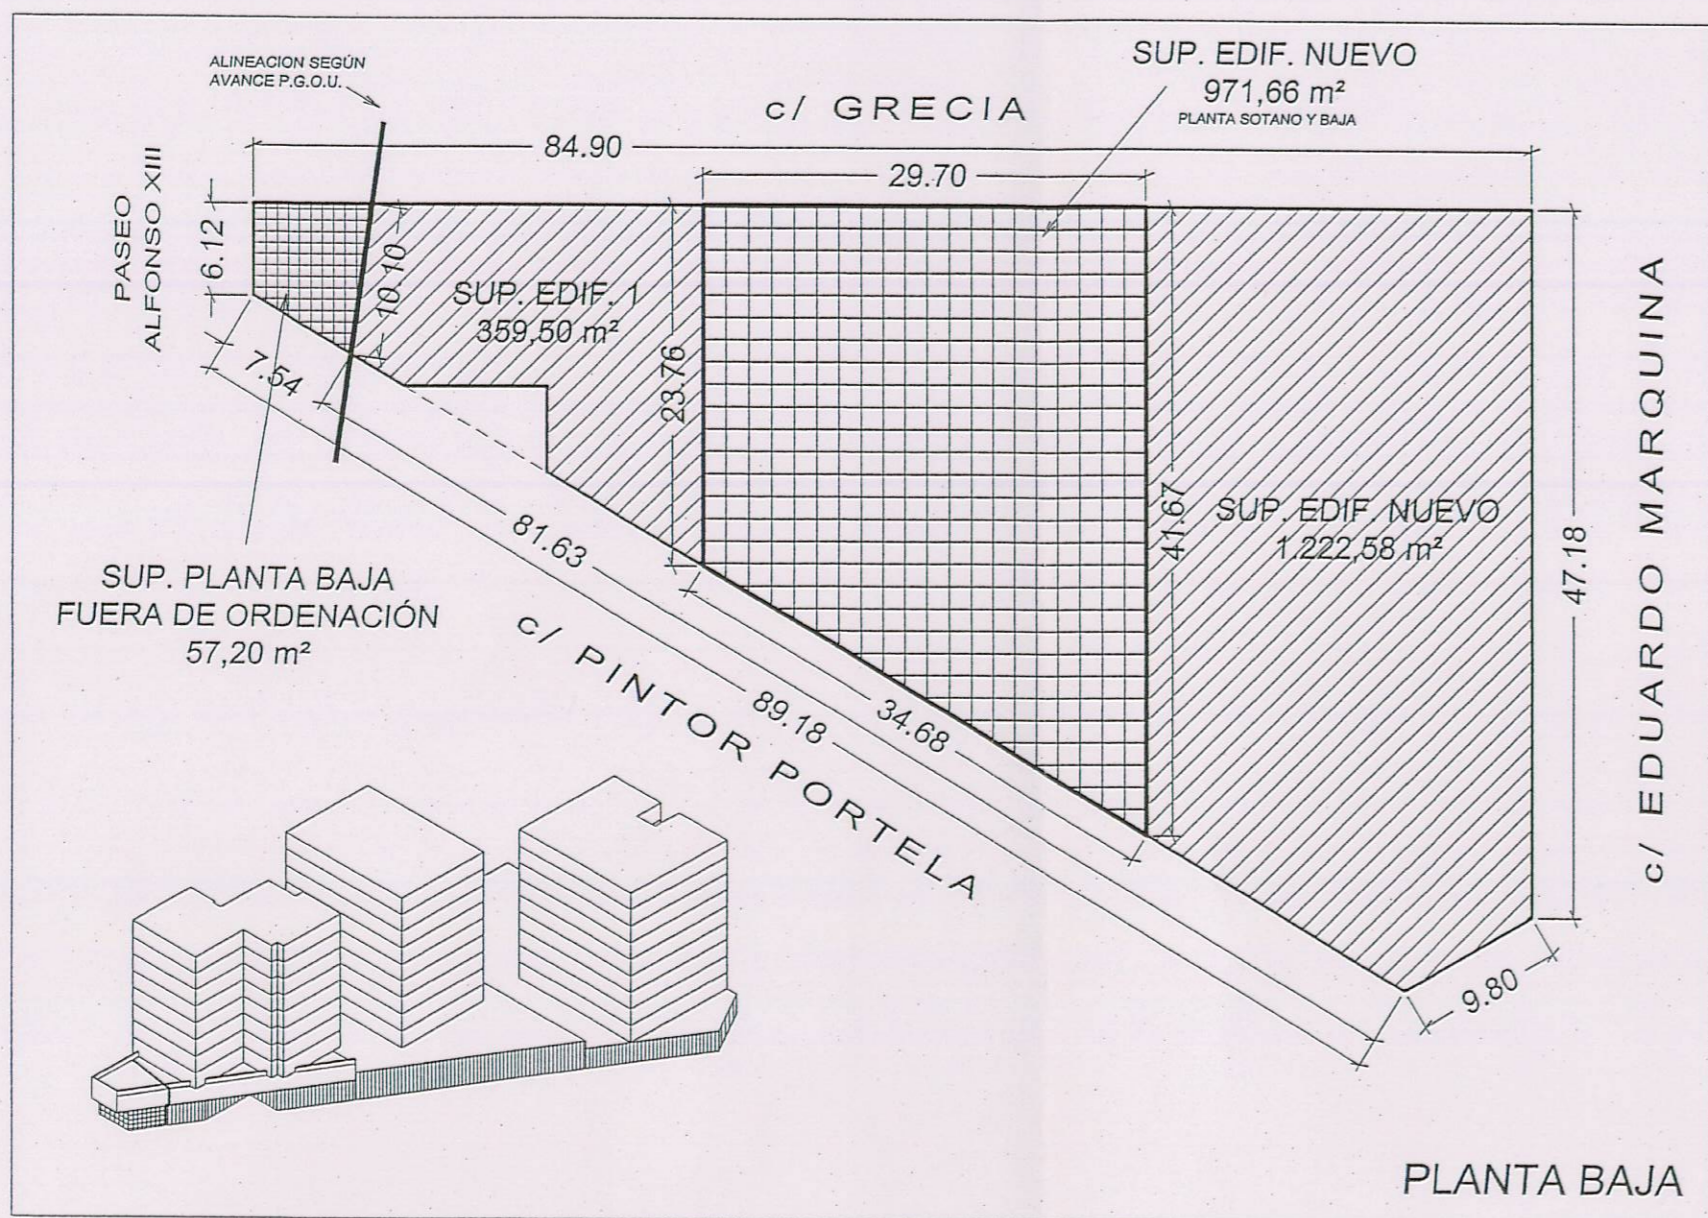 ALINEACION SEGÚN
AVANCE P.G.O.U.
c/ GRECIA
SUP. EDIF. NUEVO
971,66 m²
PLANTA SOTANO Y BAJA
84.90
29.70
PASEO
ALFONSO XIII
6.12
10.10
SUP. EDIF. 1
359,50 m²
23.76
41.67
SUP. EDIF. NUEVO
1.222,58 m²
47.18
c/ EDUARDO MARQUINA
7.54
81.63
89.18
34.68
9.80
SUP. PLANTA BAJA
FUERA DE ORDENACIÓN
57,20 m²
c/ PINTOR PORTELA
PLANTA BAJA